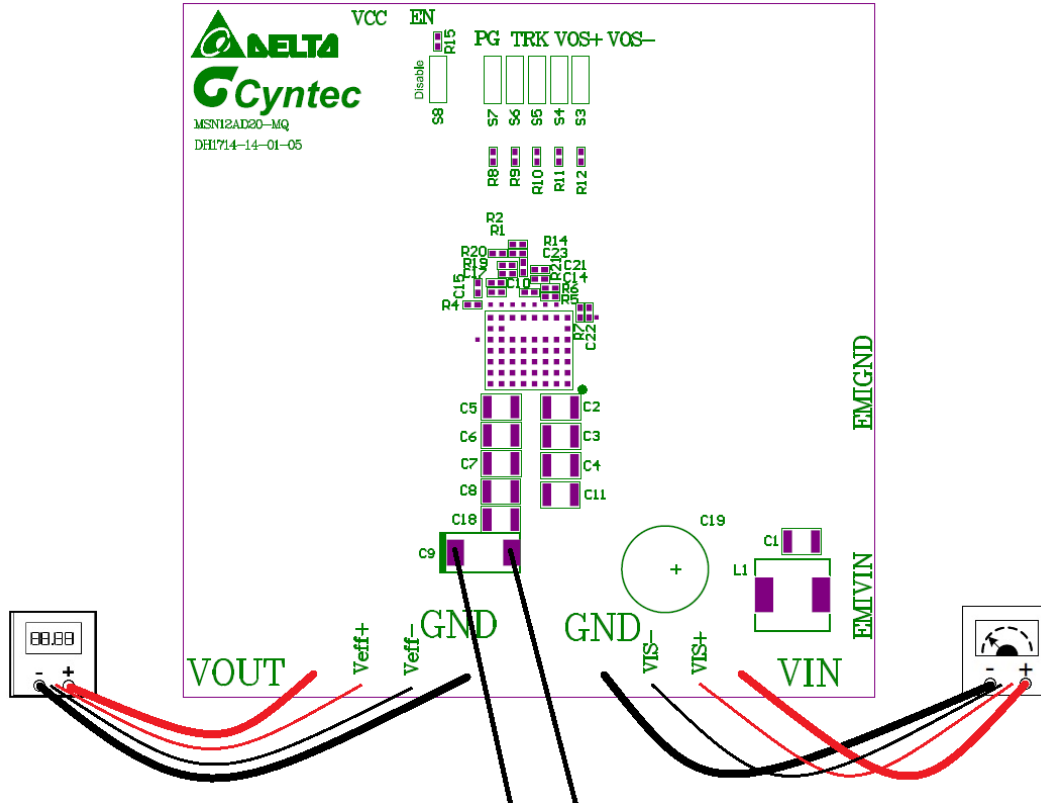 VCC EN
R15
PG TRK VOS+ VOS-
DELTA
Cyntec
Disable
S8
S7
S6
S5
S4
S3
MSN12AD20-MQ
DH1714-14-01-05
R8
R9
R10
R11
R12
R2
R1
R14
R20
C23
R19
R21
C21
C17
C14
C15
C10
R6
R5
R4
R7
C22
EMIGND
C5
C2
C6
C3
C7
C4
C8
C11
C18
C19
C9
C1
L1
EMIVIN
GND
GND
88.88
Veff+
Veff-
VIS-
VIS+
VOUT
VIN
- +
- +